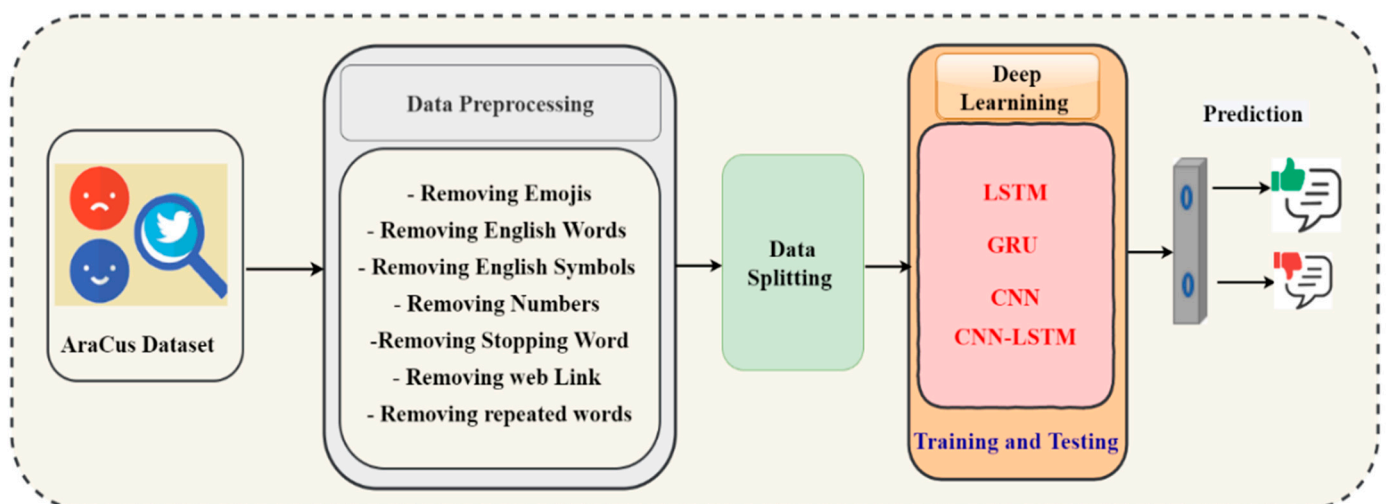 AraCus Dataset
Data Preprocessing
- Removing Emojis
- Removing English Words
- Removing English Symbols
- Removing Numbers
-Removing Stopping Word
- Removing web Link
- Removing repeated words
Data
Splitting
Deep
Learnining
LSTM
GRU
CNN
CNN-LSTM
Training and Testing
Prediction
0
0